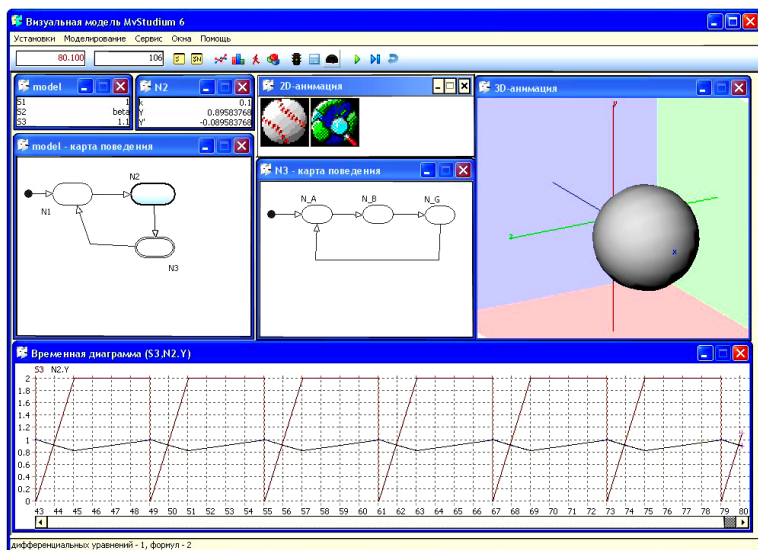 Визуальная модель MvStudium 6
Установки Моделирование Сервис Окна Помощь
80.100 106 S SN
model
S1 1
S2 beta
S3 1.1
N2
k 0.1
Y 0.89583768
Y' -0.089583768
2D-анимация
3D-анимация
y
z
x
model - карта поведения
N2
N1
N3
N3 - карта поведения
N_A N_B N_G
Временная диаграмма (S3,N2.Y)
S3 N2.Y
2
1.8
1.6
1.4
1.2
1
0.8
0.6
0.4
0.2
0
43 44 45 46 47 48 49 50 51 52 53 54 55 56 57 58 59 60 61 62 63 64 65 66 67 68 69 70 71 72 73 74 75 76 77 78 79 80
дифференциальных уравнений - 1, формул - 2